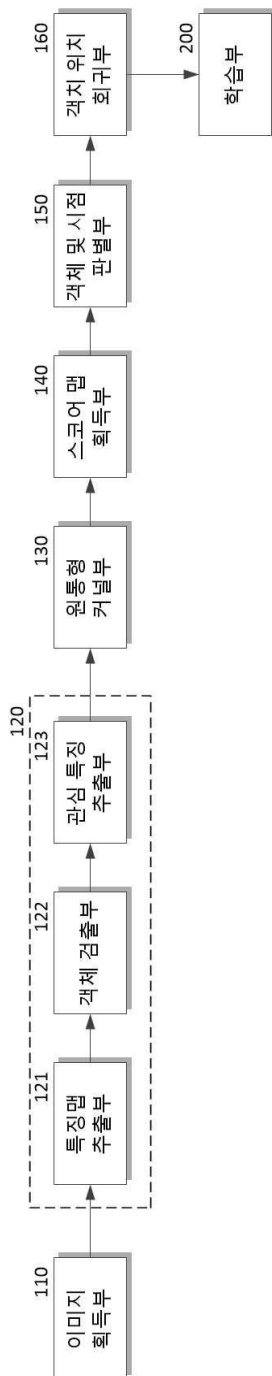 110
이미지
획득부
120
121
특징맵
추출부
122
객체 검출부
123
관심 특징
추출부
130
원통형
커널부
140
스코어 맵
획득부
150
객체 및 시점
판별부
160
객치 위치
회귀부
200
학습부